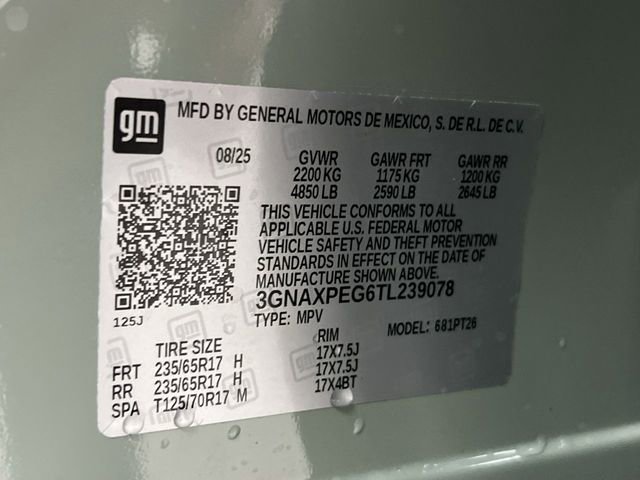 gm
MFD BY GENERAL MOTORS DE MEXICO, S. DE R.L. DE C.V.
08/25 GVWR GAWR FRT GAWR RR
2200 KG 1175 KG 1200 KG
4850 LB 2590 LB 2645 LB
THIS VEHICLE CONFORMS TO ALL
APPLICABLE U.S. FEDERAL MOTOR
VEHICLE SAFETY AND THEFT PREVENTION
STANDARDS IN EFFECT ON THE DATE OF
MANUFACTURE SHOWN ABOVE.
3GNAXPEG6TL239078
125J TYPE: MPV MODEL: 681PT26
TIRE SIZE RIM
FRT 235/65R17 H 17X7.5J
RR 235/65R17 H 17X7.5J
SPA T125/70R17 M 17X4BT